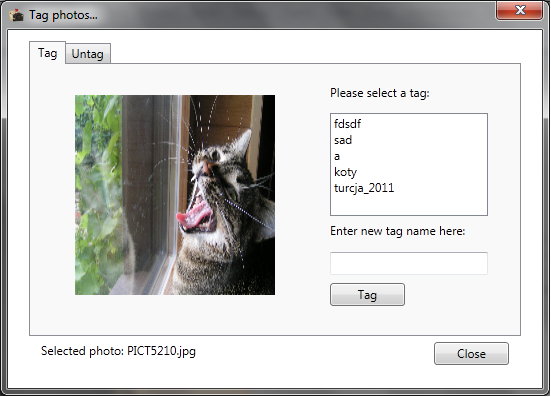 Tag photos...
Tag
Untag
Please select a tag:
fdsdf
sad
a
koty
turcja_2011
Enter new tag name here:
Tag
Selected photo: PICT5210.jpg
Close